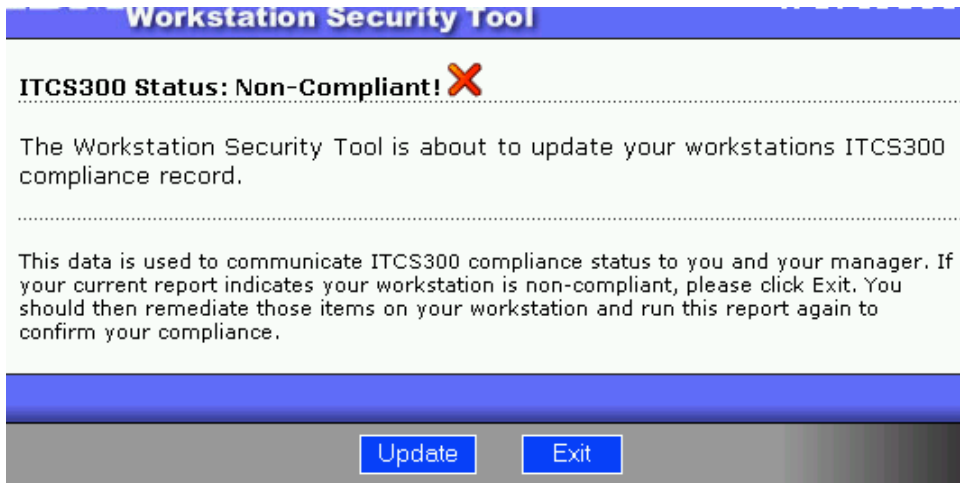 Workstation Security Tool
ITCS300 Status: Non-Compliant!
The Workstation Security Tool is about to update your workstations ITCS300
compliance record.
This data is used to communicate ITCS300 compliance status to you and your manager. If
your current report indicates your workstation is non-compliant, please click Exit. You
should then remediate those items on your workstation and run this report again to
confirm your compliance.
Update
Exit